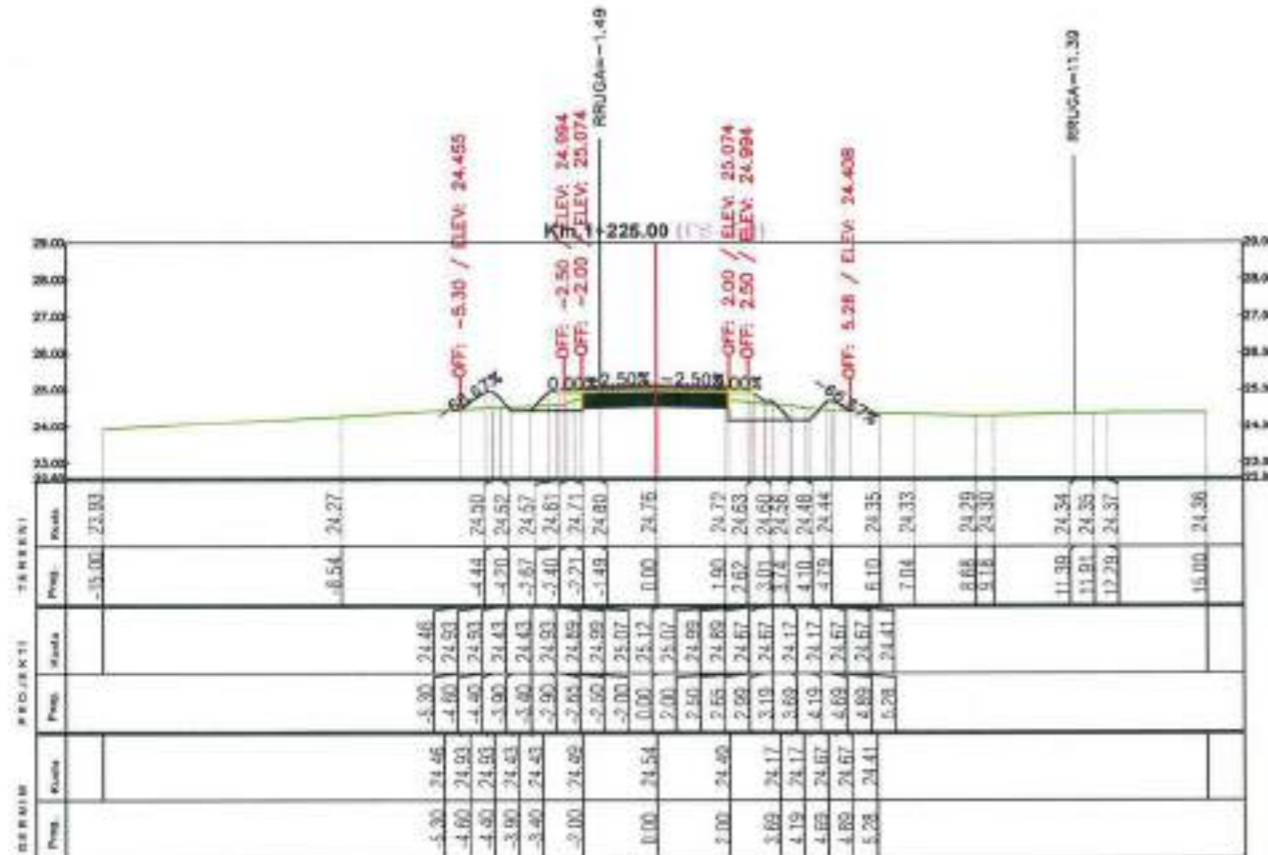 RRUGA=-1.49
RRUGA=11.39
OFF: -5.30 / ELEV: 24.455
OFF: -2.50 / ELEV: 24.994
OFF: -2.00 / ELEV: 25.074
OFF: 2.00 / ELEV: 25.074
OFF: 2.50 / ELEV: 24.994
OFF: 5.28 / ELEV: 24.408
Km 1+225.00
29.00
28.00
27.00
26.00
25.00
24.00
23.00
-66.67% 0.00% 2.50% -2.50% 0.00% -66.67%
TERRENI
Kuota 23.93 24.27 24.50 24.52 24.57 24.61 24.71 24.80 24.76 24.72 24.63 24.60 24.56 24.48 24.44 24.35 24.33 24.29 24.30 24.34 24.35 24.37 24.36
Prog. -15.00 -8.54 -4.44 -4.20 -2.67 -2.40 -2.21 -1.49 0.00 1.90 2.62 3.01 3.74 4.10 4.79 6.10 7.04 8.68 9.18 11.39 11.91 12.29 15.00
PROJEKTI
Kuota 24.46 24.93 24.93 24.43 24.43 24.93 24.89 24.99 25.07 25.12 25.07 24.99 24.89 24.67 24.67 24.17 24.17 24.67 24.67 24.41
Prog. -5.30 -4.60 -4.40 -3.90 -3.40 -2.90 -2.65 -2.50 -2.00 0.00 2.00 2.50 2.65 2.99 3.19 3.69 4.19 4.69 4.89 5.28
GERMIM
Kuota 24.46 24.93 24.93 24.43 24.43 24.49 24.54 24.49 24.17 24.17 24.67 24.67 24.41
Prog. -5.30 -4.60 -4.40 -3.90 -3.40 -2.00 0.00 2.00 3.69 4.19 4.69 4.89 5.28